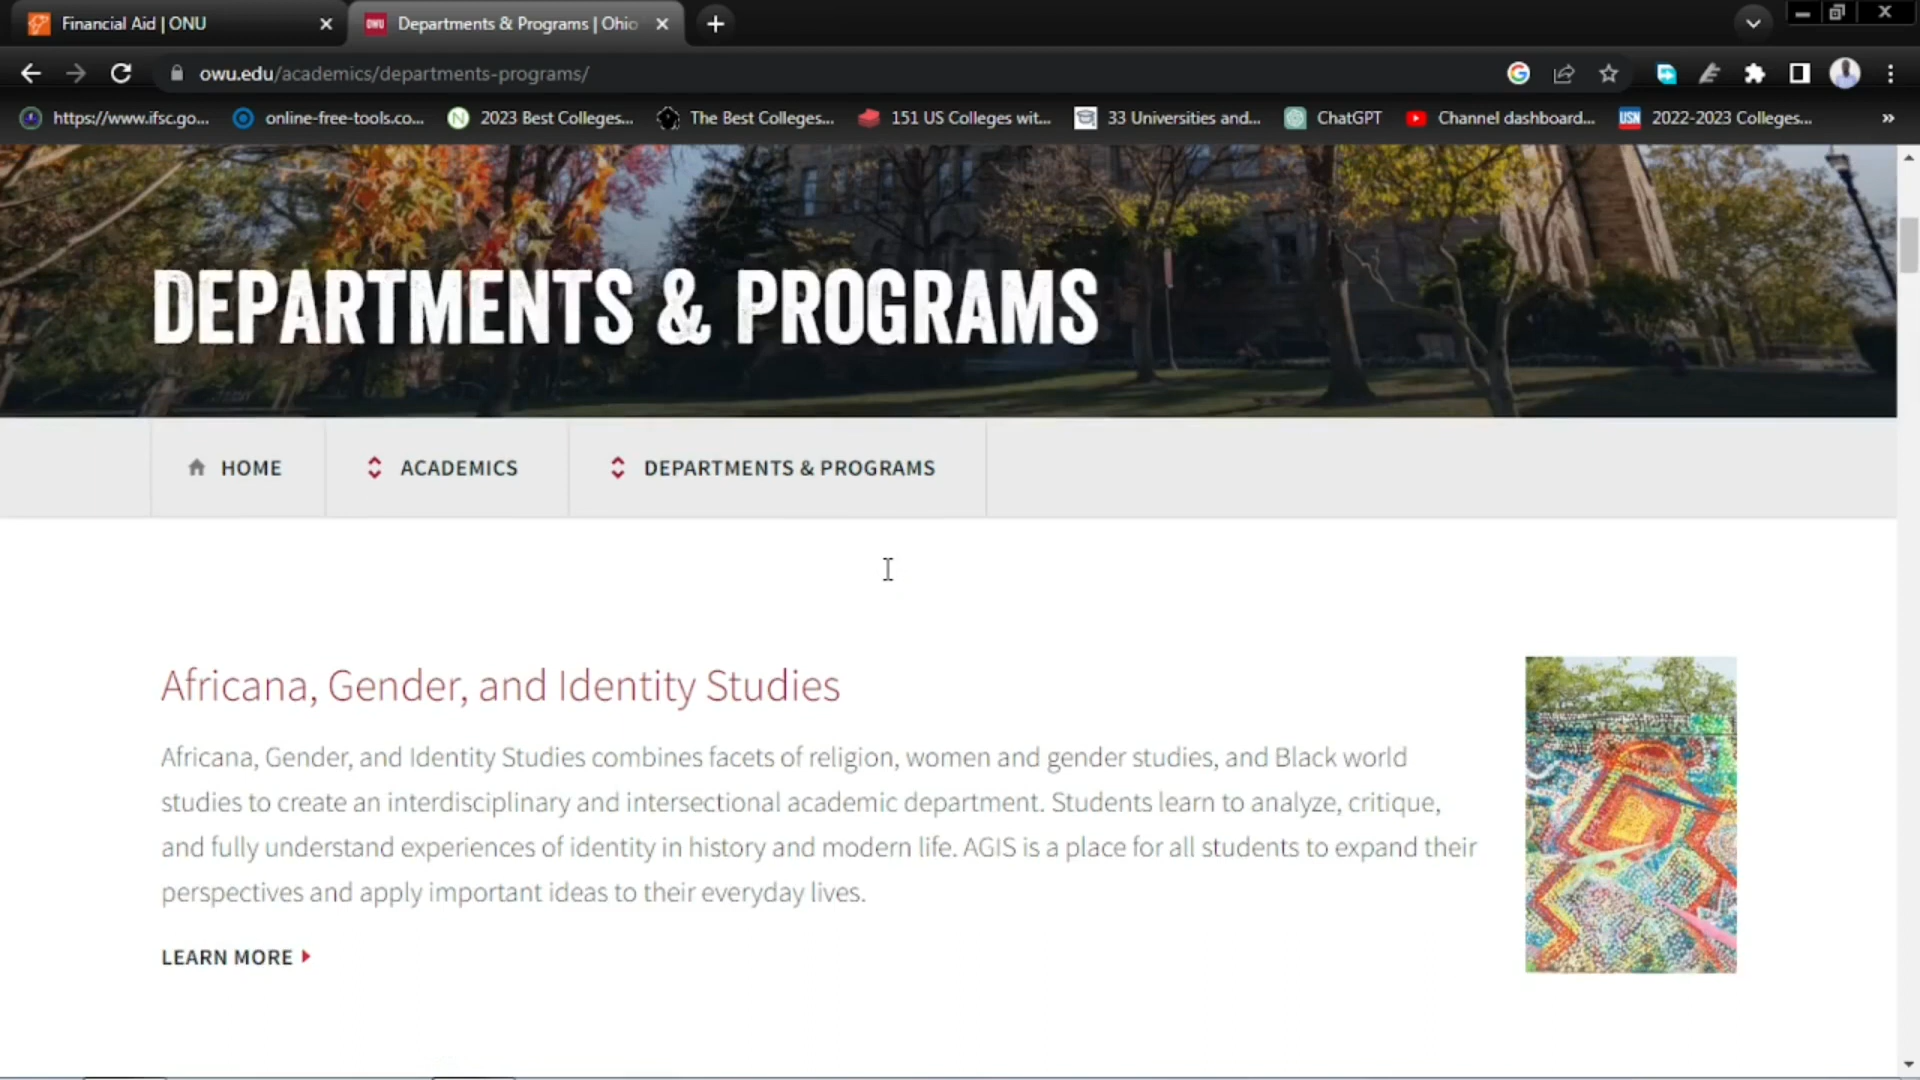 Financial Aid | ONU
OWU Departments & Programs | Ohio
owu.edu/academics/departments-programs/
https://www.ifsc.go... online-free-tools.co... N 2023 Best Colleges... The Best Colleges... 151 US Colleges wit... 33 Universities and... ChatGPT Channel dashboard... USN 2022-2023 Colleges... »
DEPARTMENTS & PROGRAMS
HOME ACADEMICS DEPARTMENTS & PROGRAMS
Africana, Gender, and Identity Studies
Africana, Gender, and Identity Studies combines facets of religion, women and gender studies, and Black world
studies to create an interdisciplinary and intersectional academic department. Students learn to analyze, critique,
and fully understand experiences of identity in history and modern life. AGIS is a place for all students to expand their
perspectives and apply important ideas to their everyday lives.
LEARN MORE